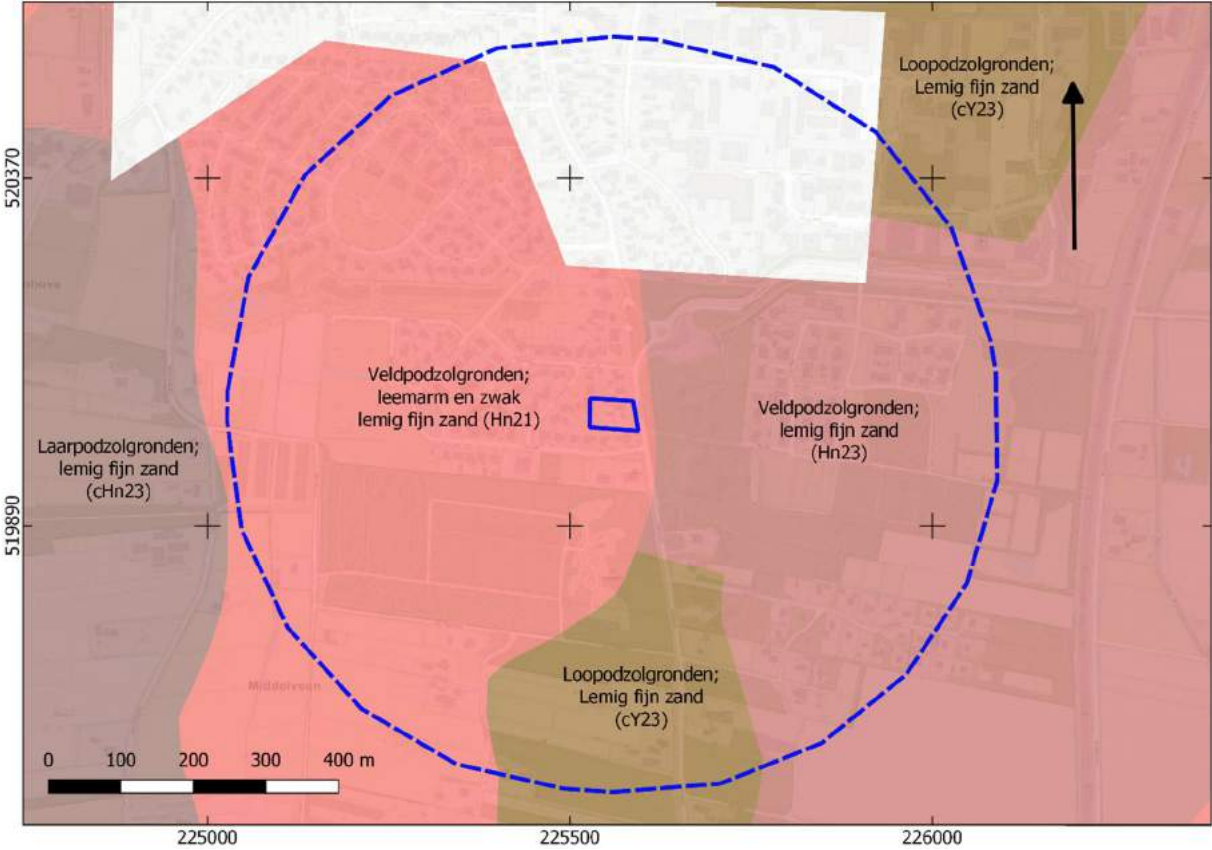 Loopodzolgronden;
Lemig fijn zand
(cY23)
520370
Veldpodzolgronden;
leemarm en zwak
lemig fijn zand (Hn21)
Veldpodzolgronden;
lemig fijn zand
(Hn23)
Laarpodzolgronden;
lemig fijn zand
(cHn23)
519890
Loopodzolgronden;
Lemig fijn zand
(cY23)
Middelveen
0 100 200 300 400 m
225000 225500 226000